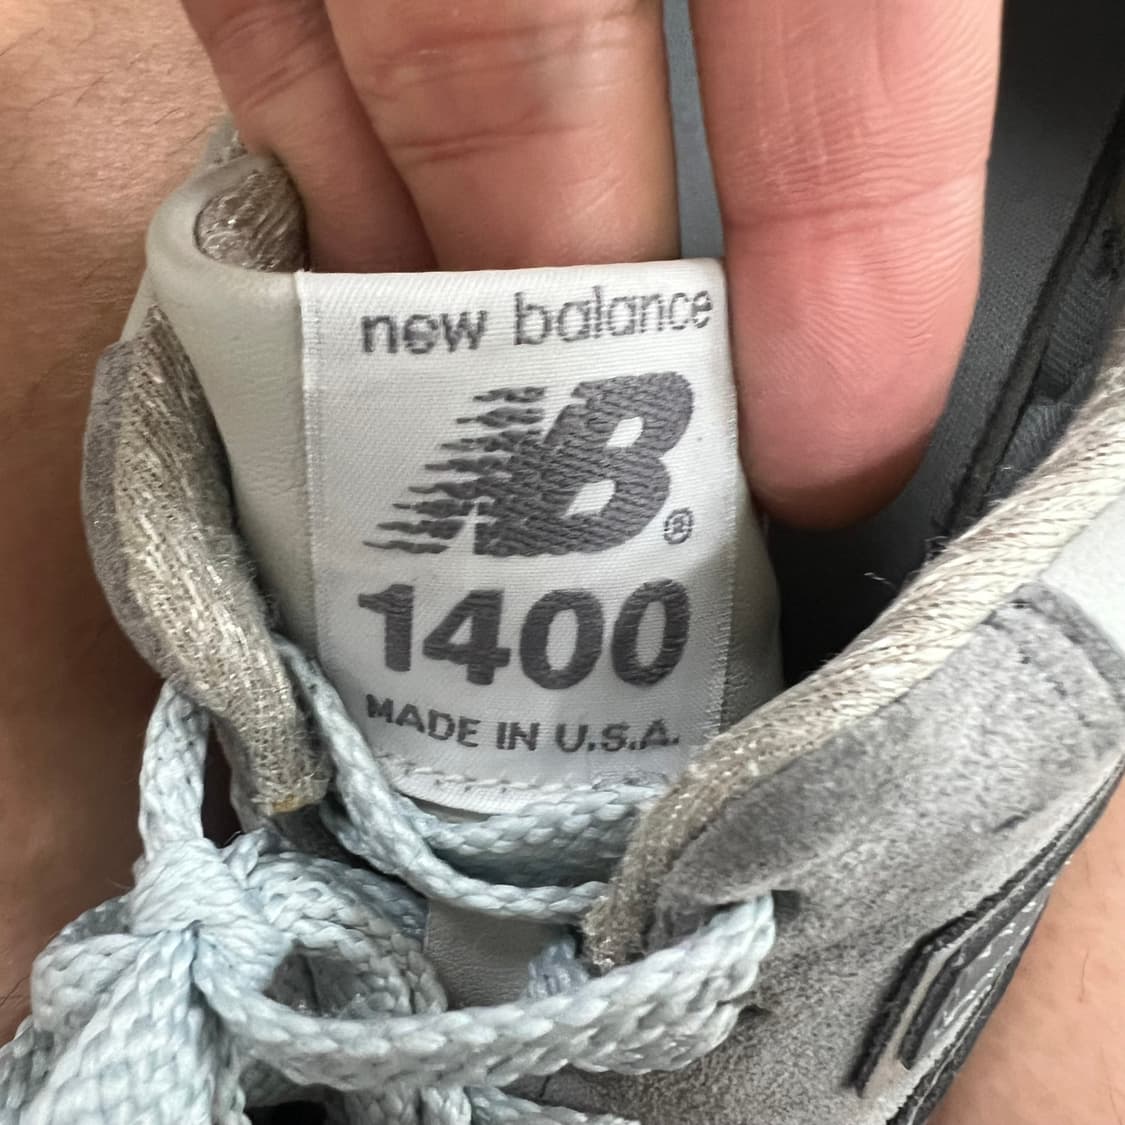 new balance
NB®
1400
MADE IN U.S.A.